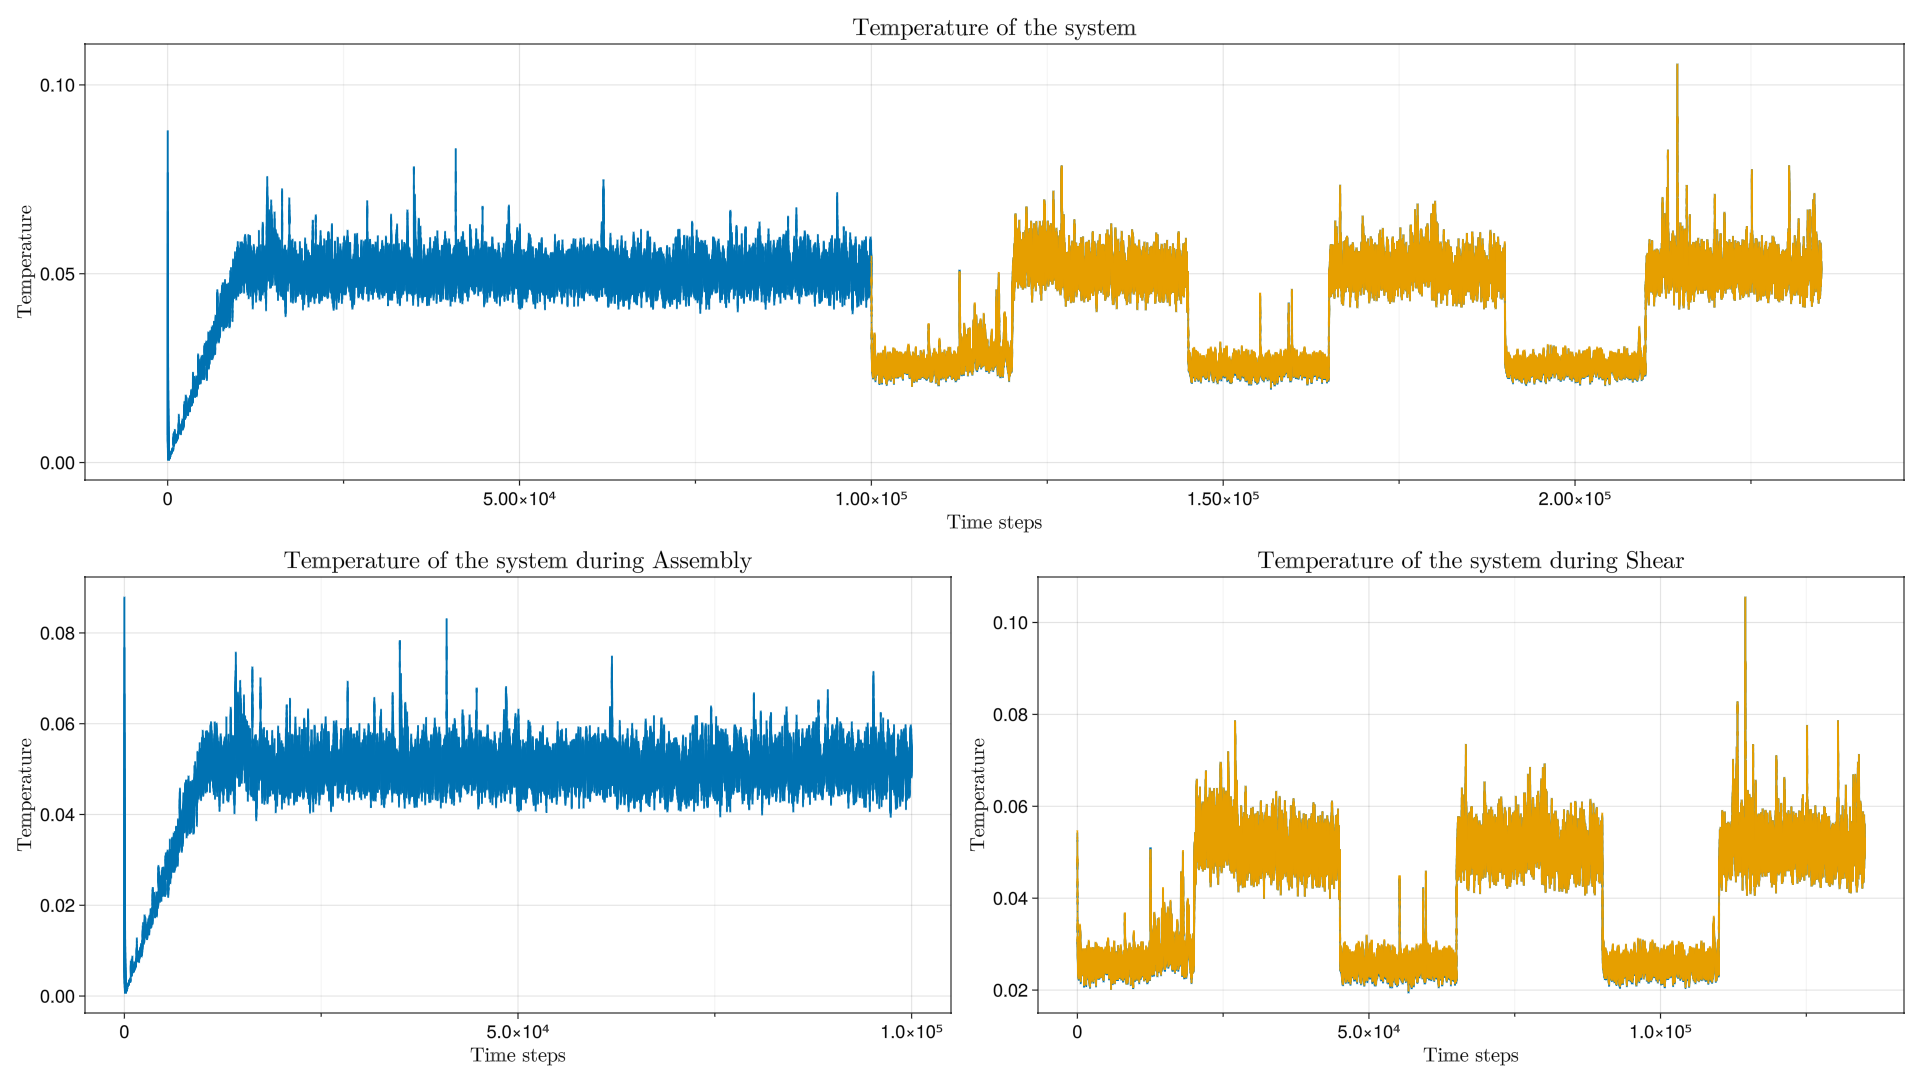 Temperature of the system
Temperature
0.10
0.05
0.00
0
5.00×10⁴
1.00×10⁵
1.50×10⁵
2.00×10⁵
Time steps
Temperature of the system during Assembly
Temperature
0.08
0.06
0.04
0.02
0.00
0
5.0×10⁴
1.0×10⁵
Time steps
Temperature of the system during Shear
Temperature
0.10
0.08
0.06
0.04
0.02
0
5.0×10⁴
1.0×10⁵
Time steps